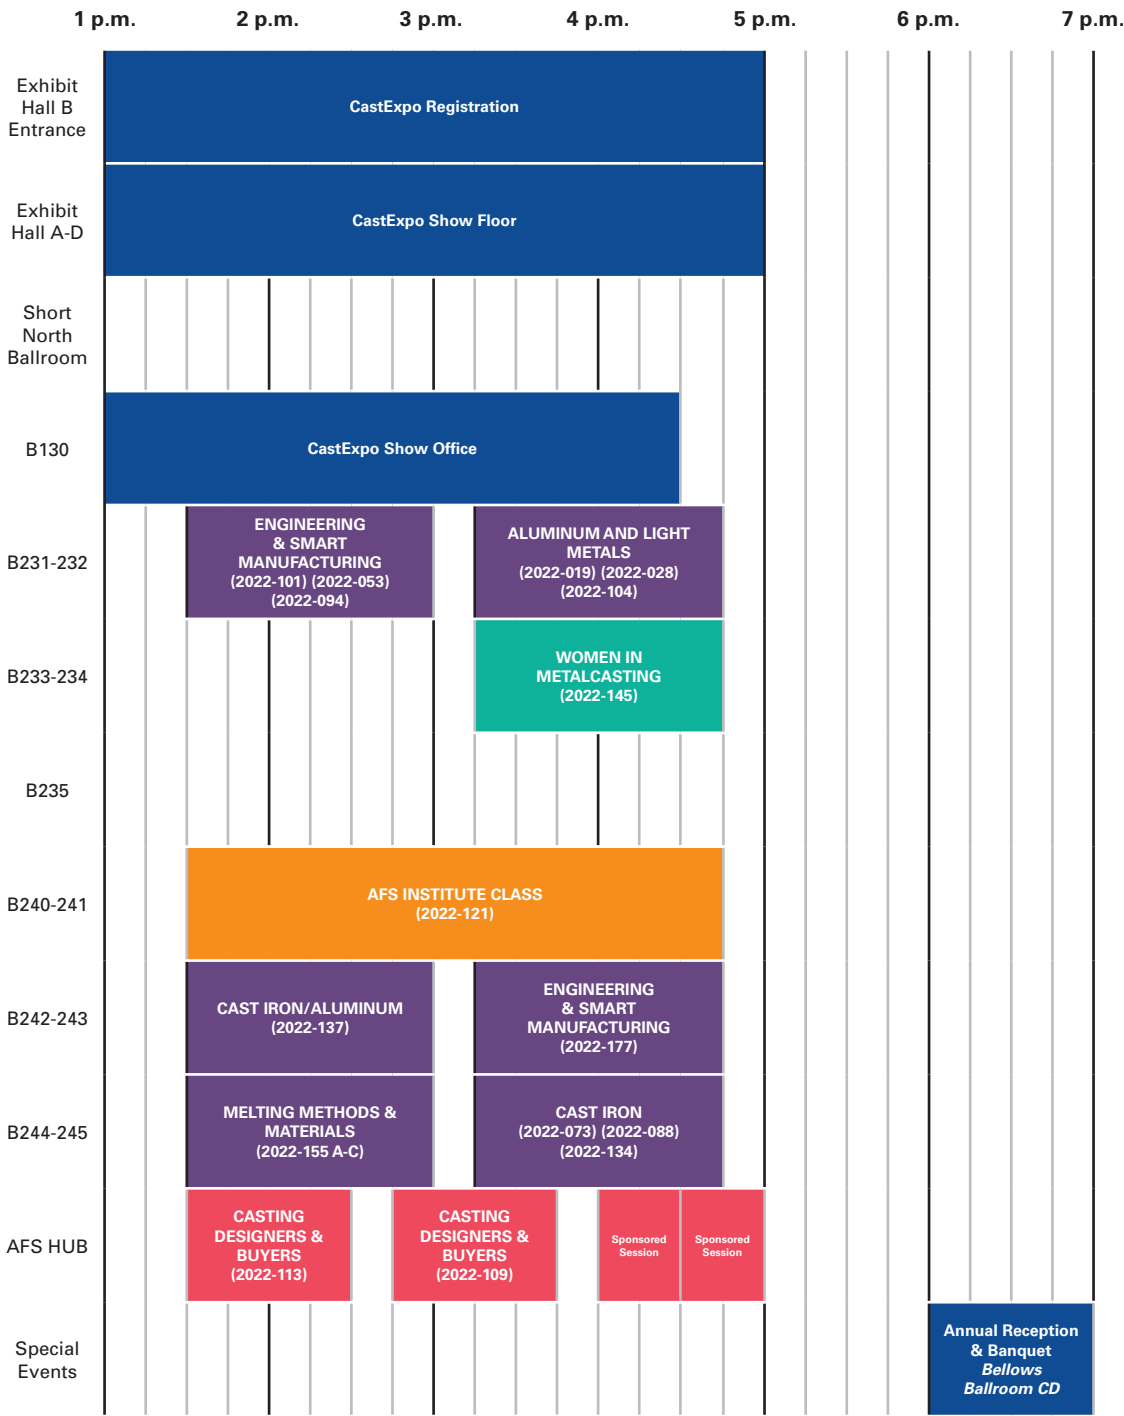 1 p.m. 2 p.m. 3 p.m. 4 p.m. 5 p.m. 6 p.m. 7 p.m.
Exhibit
Hall B
Entrance
CastExpo Registration
Exhibit
Hall A-D
CastExpo Show Floor
Short
North
Ballroom
B130
CastExpo Show Office
B231-232
ENGINEERING
& SMART
MANUFACTURING
(2022-101) (2022-053)
(2022-094)
ALUMINUM AND LIGHT
METALS
(2022-019) (2022-028)
(2022-104)
B233-234
WOMEN IN
METALCASTING
(2022-145)
B235
B240-241
AFS INSTITUTE CLASS
(2022-121)
B242-243
CAST IRON/ALUMINUM
(2022-137)
ENGINEERING
& SMART
MANUFACTURING
(2022-177)
B244-245
MELTING METHODS &
MATERIALS
(2022-155 A-C)
CAST IRON
(2022-073) (2022-088)
(2022-134)
AFS HUB
CASTING
DESIGNERS &
BUYERS
(2022-113)
CASTING
DESIGNERS &
BUYERS
(2022-109)
Sponsored
Session
Sponsored
Session
Special
Events
Annual Reception
& Banquet
Bellows
Ballroom CD